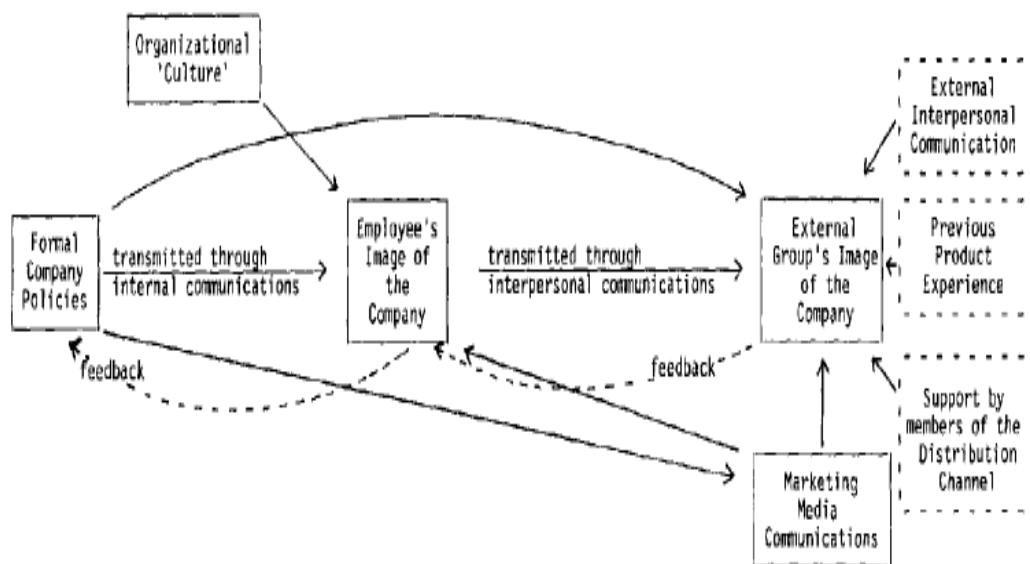 Organizational
'Culture'
External
Interpersonal
Communication
Formal
Company
Policies
transmitted through
internal communications
Employee's
Image of
the
Company
transmitted through
interpersonal communications
External
Group's Image
of the
Company
Previous
Product
Experience
feedback
feedback
Support by
members of the
Distribution
Channel
Marketing
Media
Communications